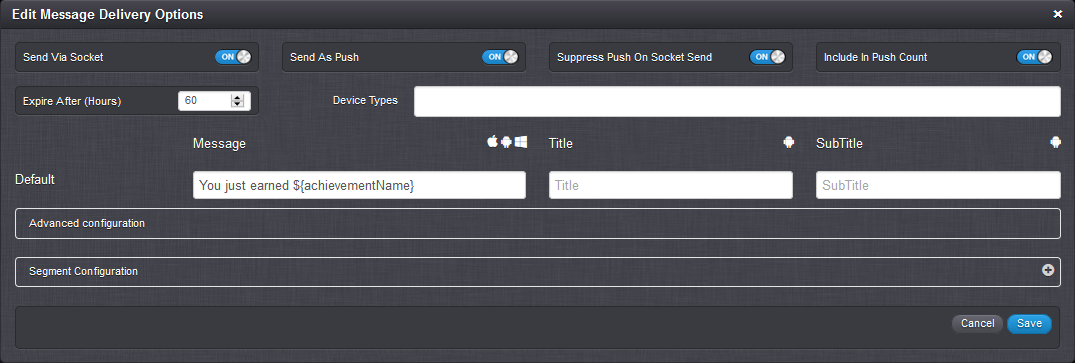 Edit Message Delivery Options
Send Via Socket ON Send As Push ON Suppress Push On Socket Send ON Include In Push Count ON
Expire After (Hours) 60 Device Types
Message Title SubTitle
Default You just earned ${achievementName} Title SubTitle
Advanced configuration
Segment Configuration
Cancel Save